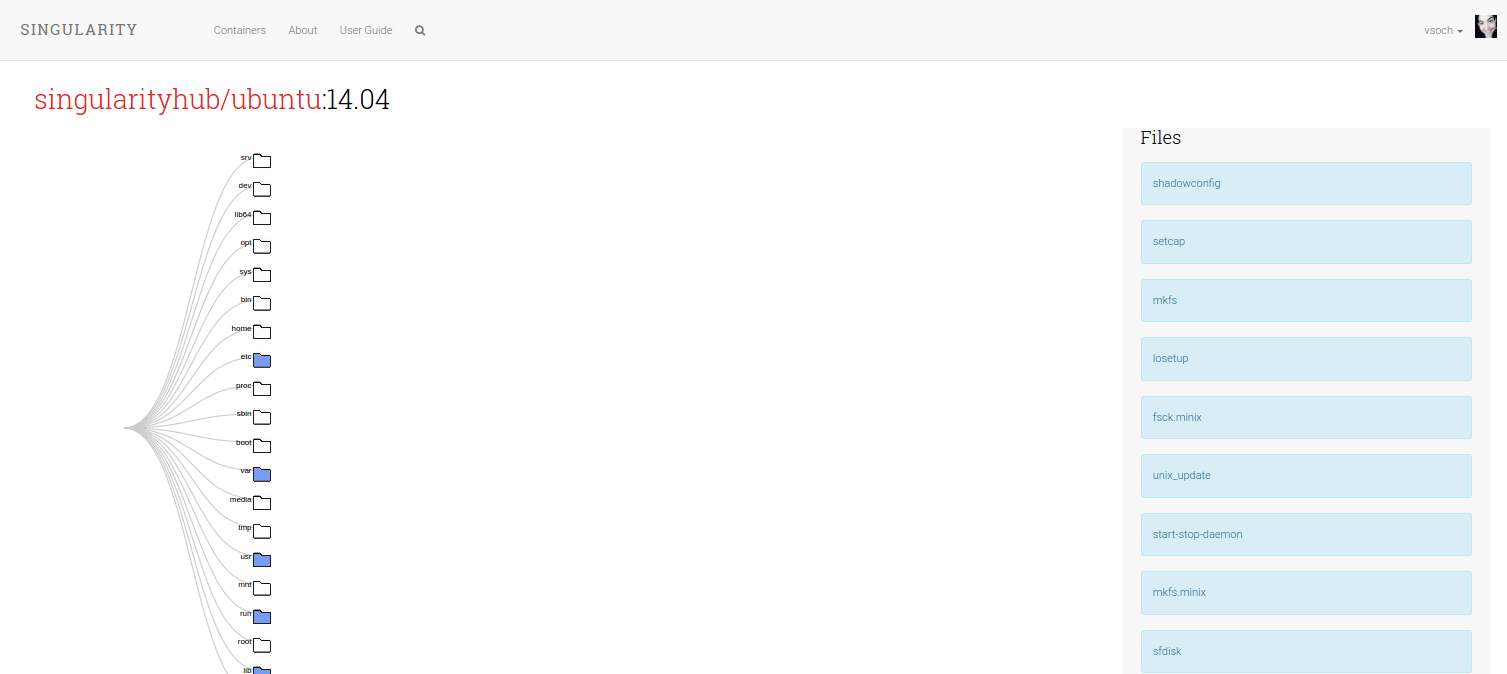 SINGULARITY
Containers
About
User Guide
vsoch
singularityhub/ubuntu:14.04
srv
dev
lib64
opt
sys
bin
home
etc
proc
sbin
boot
var
media
tmp
usr
mnt
run
root
lib
Files
shadowconfig
setcap
mkfs
losetup
fsck.minix
unix_update
start-stop-daemon
mkfs.minix
sfdisk